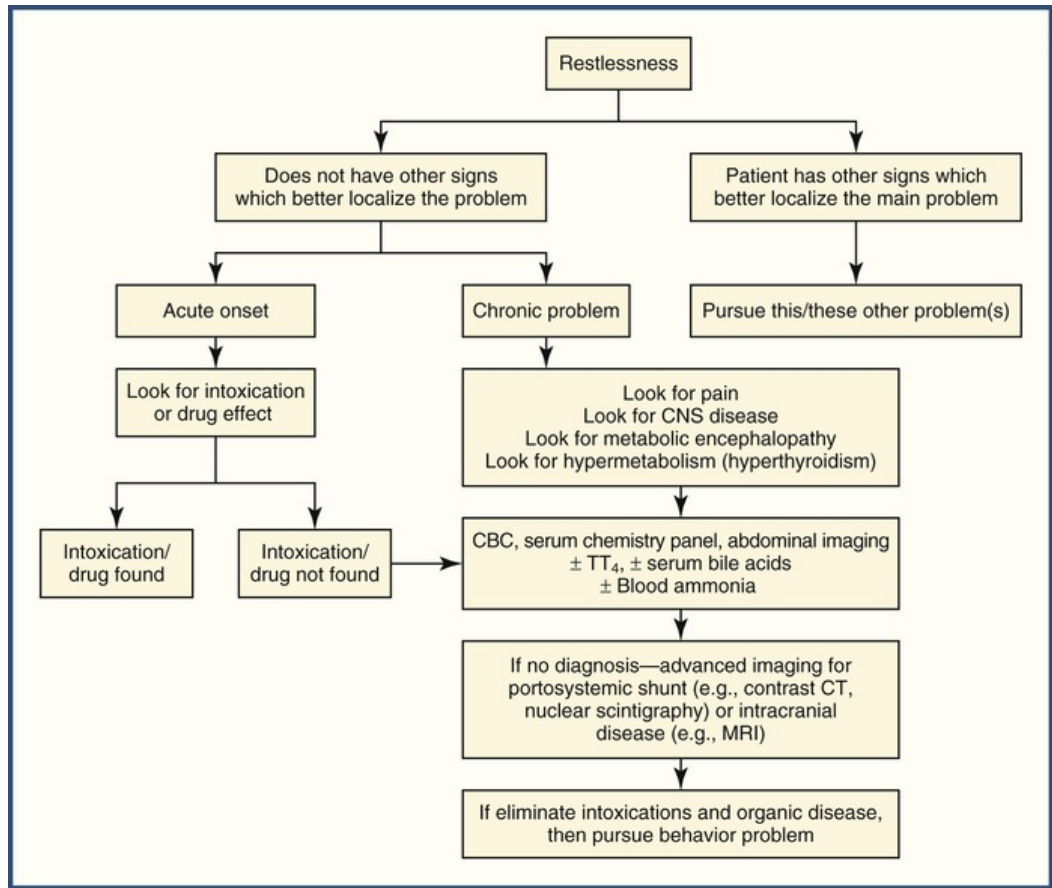 Restlessness
Does not have other signs
which better localize the problem
Patient has other signs which
better localize the main problem
Acute onset
Chronic problem
Pursue this/these other problem(s)
Look for intoxication
or drug effect
Look for pain
Look for CNS disease
Look for metabolic encephalopathy
Look for hypermetabolism (hyperthyroidism)
Intoxication/
drug found
Intoxication/
drug not found
CBC, serum chemistry panel, abdominal imaging
± TT₄, ± serum bile acids
± Blood ammonia
If no diagnosis—advanced imaging for
portosystemic shunt (e.g., contrast CT,
nuclear scintigraphy) or intracranial
disease (e.g., MRI)
If eliminate intoxications and organic disease,
then pursue behavior problem